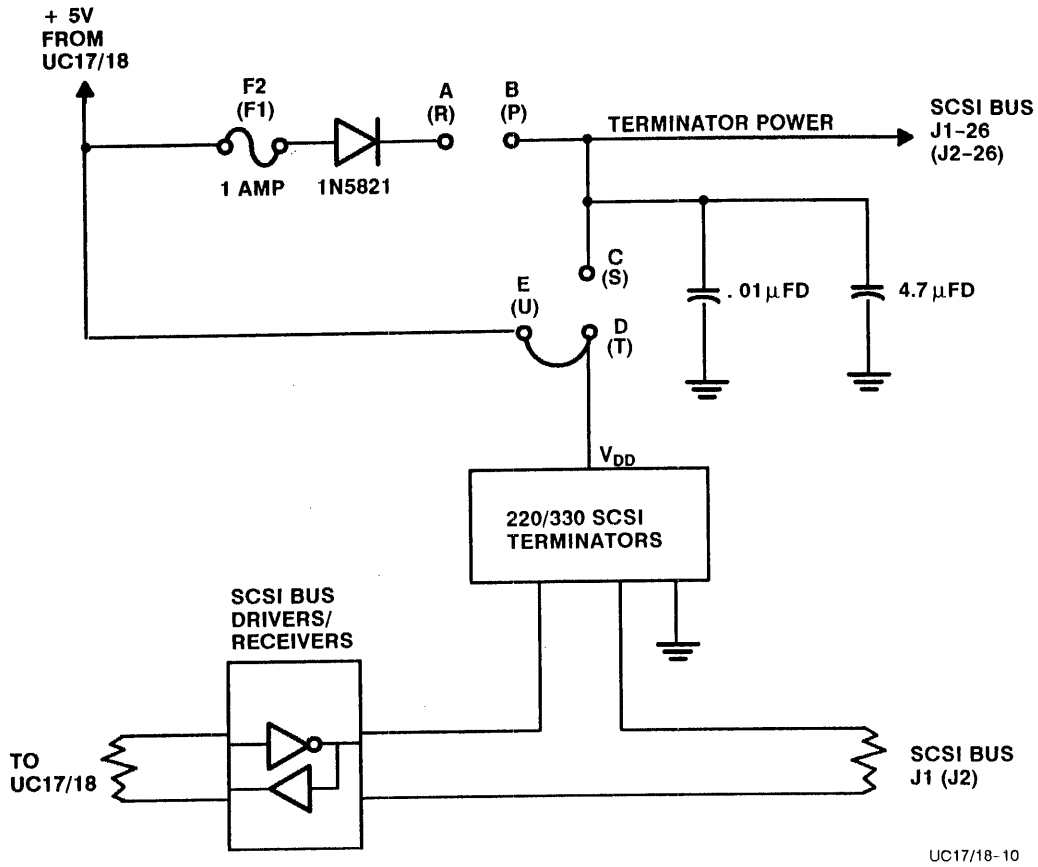 + 5V
FROM
UC17/18
F2
(F1)
1 AMP
1N5821
A
(R)
B
(P)
TERMINATOR POWER
SCSI BUS
J1-26
(J2-26)
C
(S)
E
(U)
D
(T)
.01µFD
4.7µFD
VDD
220/330 SCSI
TERMINATORS
SCSI BUS
DRIVERS/
RECEIVERS
TO
UC17/18
SCSI BUS
J1 (J2)
UC17/18-10